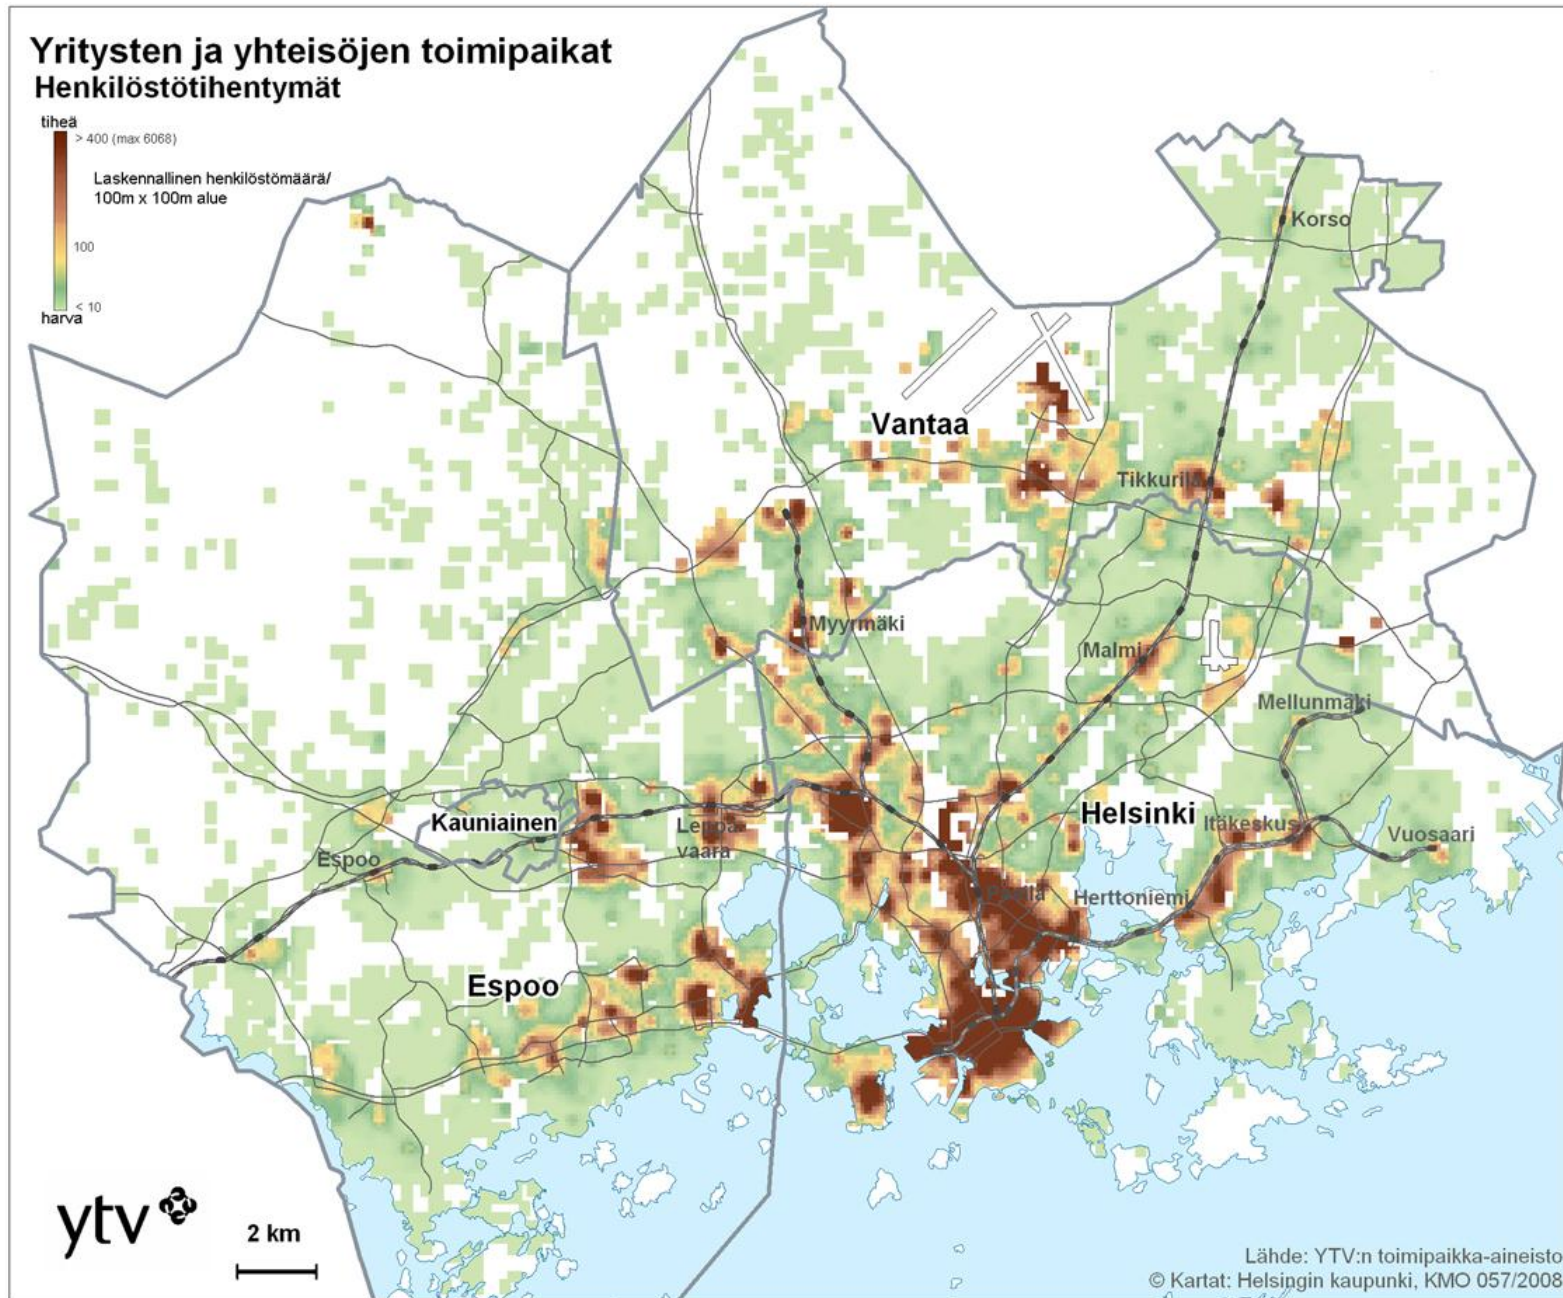 Yritysten ja yhteisöjen toimipaikat
Henkilöstötihentymät
tiheä
> 400 (max 6068)
Laskennallinen henkilöstömäärä/
100m x 100m alue
100
< 10
harva
Korso
Vantaa
Tikkurila
Myyrmäki
Malmi
Mellunmäki
Kauniainen
Leppä-
vaara
Helsinki
Itäkeskus
Vuosaari
Espoo
Pasila
Herttoniemi
Espoo
ytv
2 km
Lähde: YTV:n toimipaikka-aineisto
© Kartat: Helsingin kaupunki, KMO 057/2008